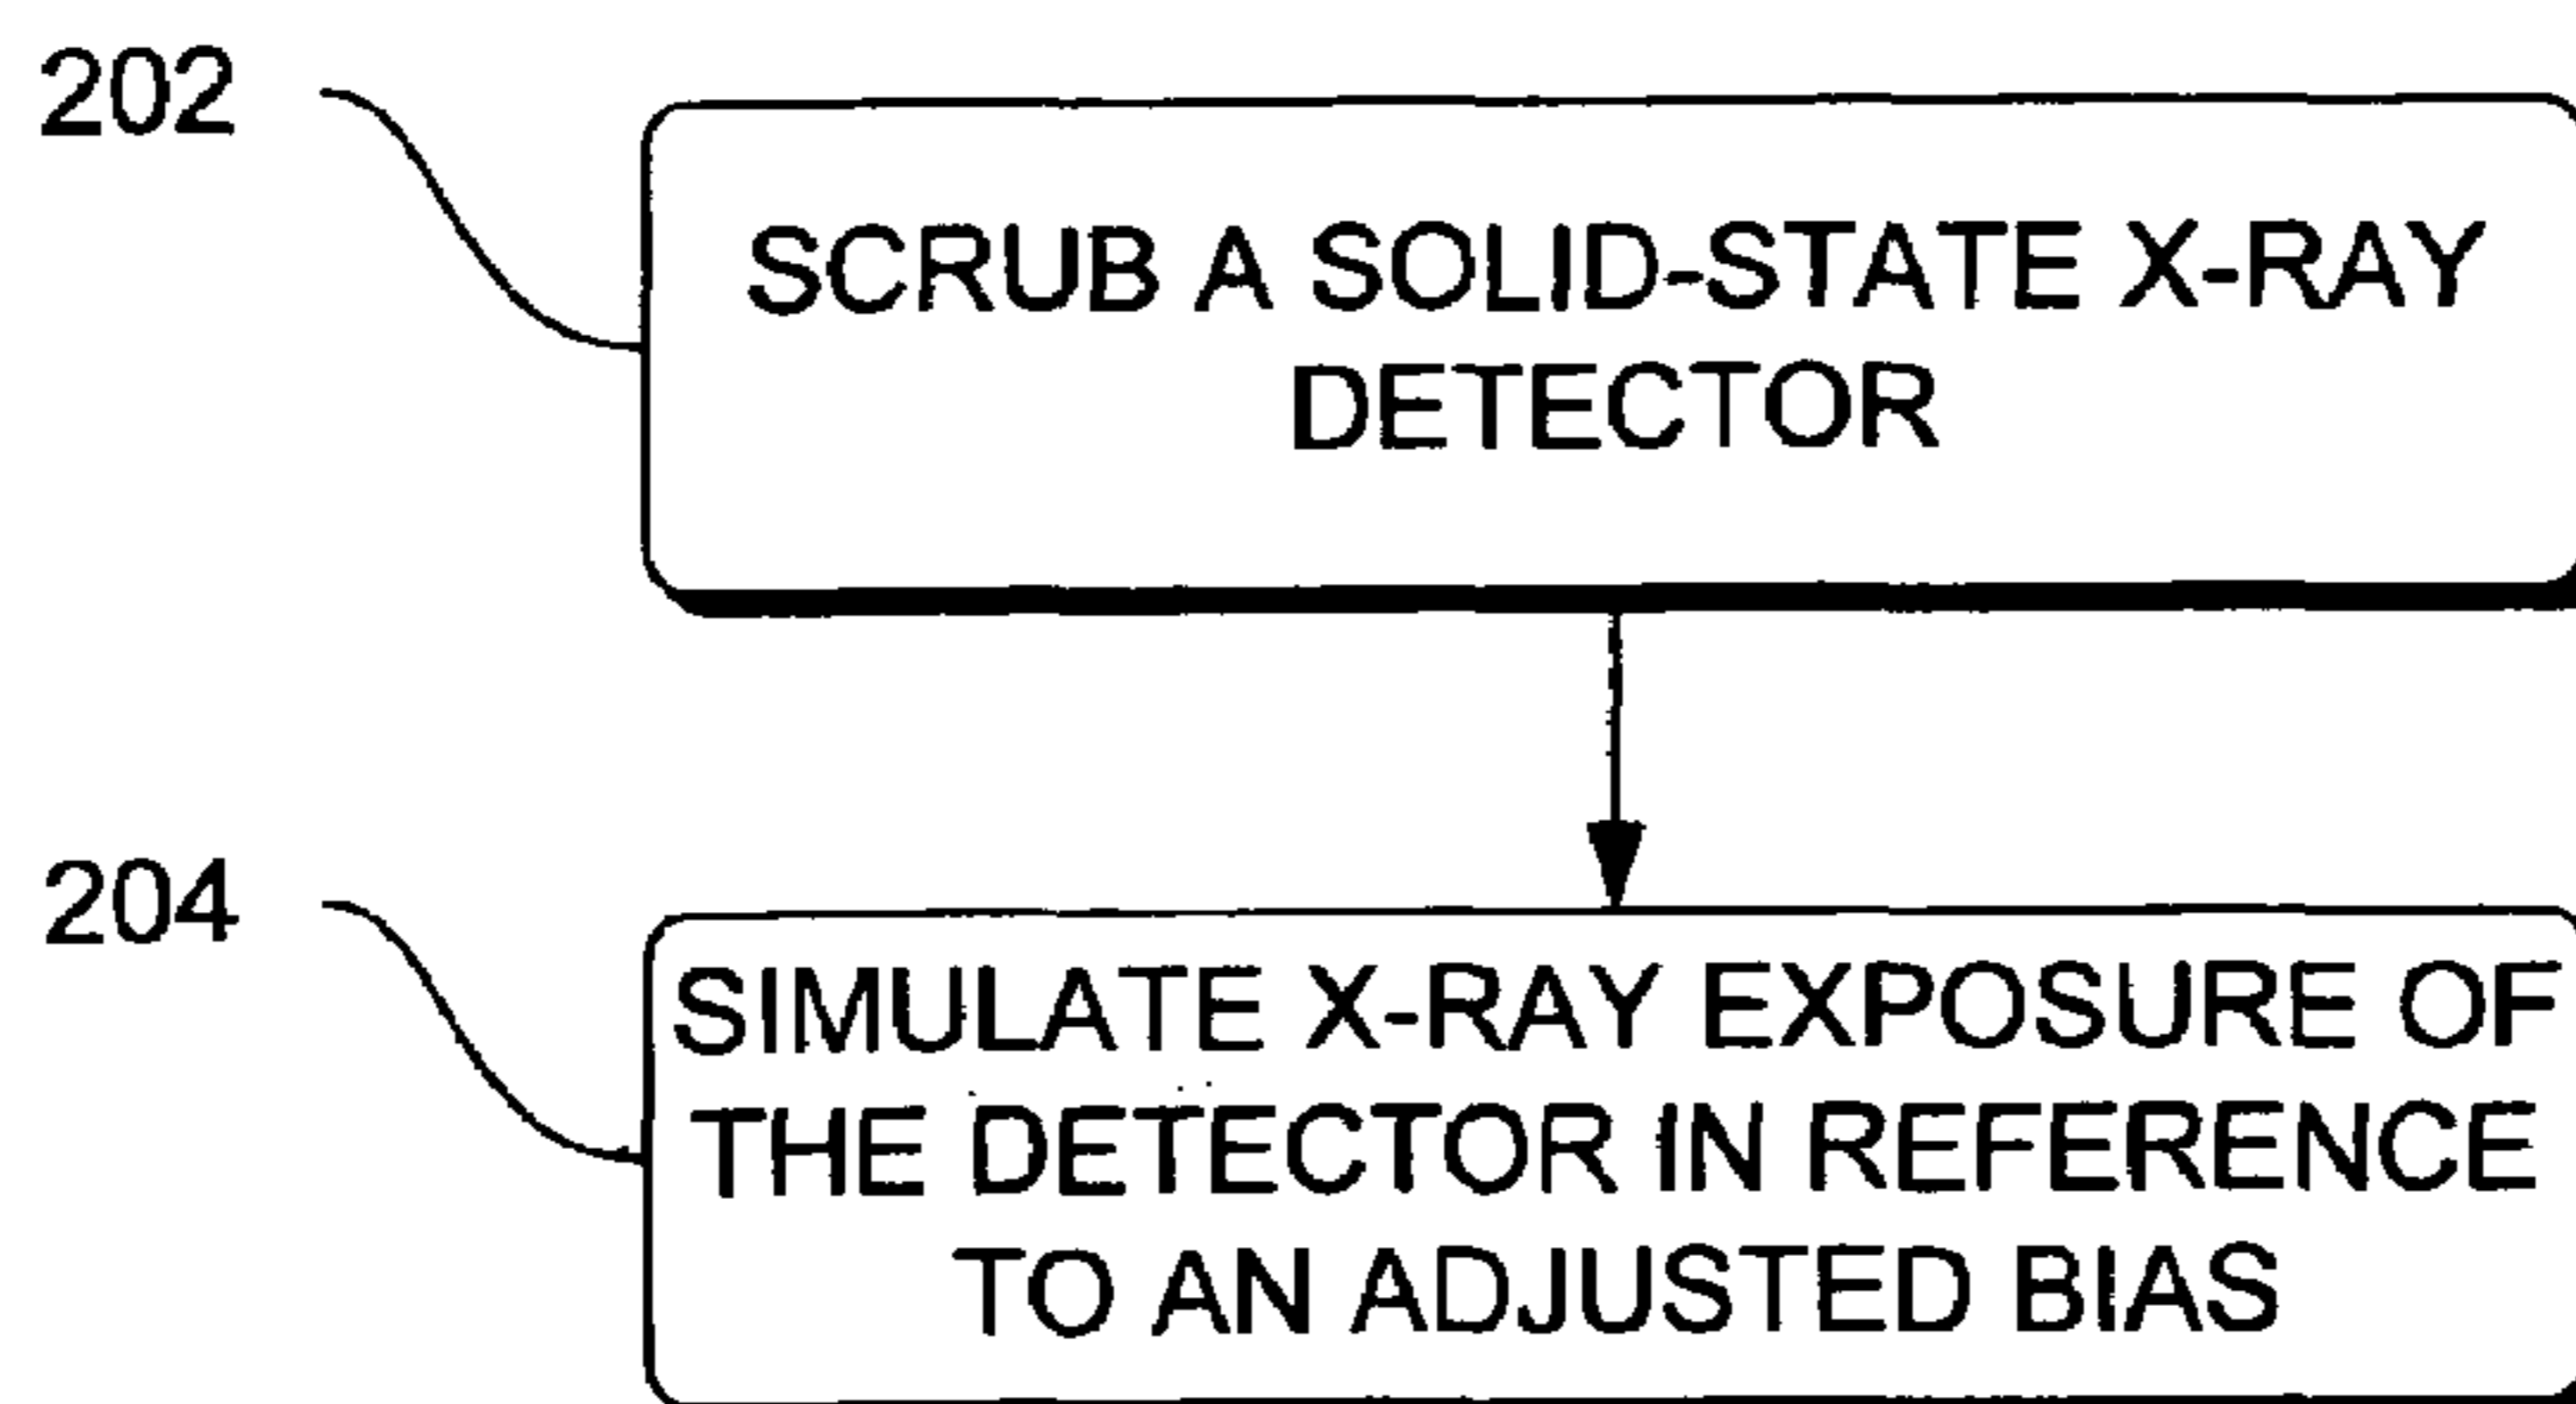 202
SCRUB A SOLID-STATE X-RAY
DETECTOR
204
SIMULATE X-RAY EXPOSURE OF
THE DETECTOR IN REFERENCE
TO AN ADJUSTED BIAS